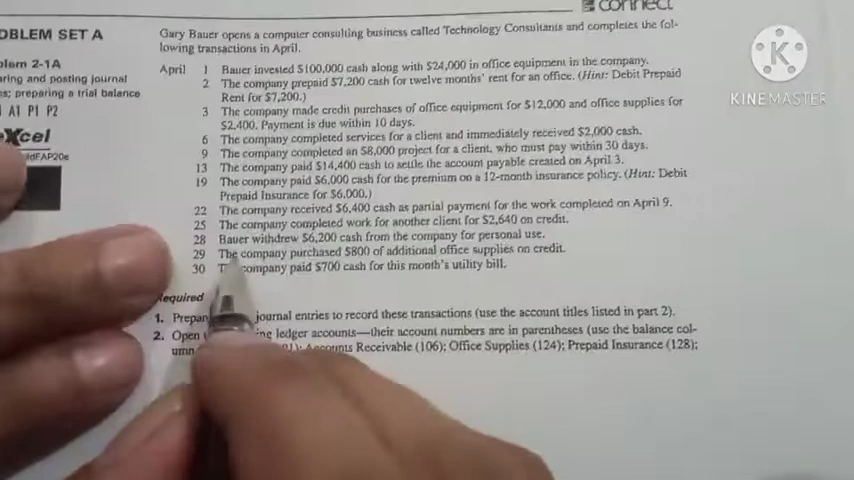 connect
OBLEM SET A
Gary Bauer opens a computer consulting business called Technology Consultants and completes the fol-
lowing transactions in April.
blem 2-1A
aring and posting journal
es; preparing a trial balance
A1 P1 P2
eXcel
ildFAP20e
April 1 Bauer invested $100,000 cash along with $24,000 in office equipment in the company.
2 The company prepaid $7,200 cash for twelve months' rent for an office. (Hint: Debit Prepaid
Rent for $7,200.)
3 The company made credit purchases of office equipment for $12,000 and office supplies for
$2,400. Payment is due within 10 days.
6 The company completed services for a client and immediately received $2,000 cash.
9 The company completed an $8,000 project for a client, who must pay within 30 days.
13 The company paid $14,400 cash to settle the account payable created on April 3.
19 The company paid $6,000 cash for the premium on a 12-month insurance policy. (Hint: Debit
Prepaid Insurance for $6,000.)
22 The company received $6,400 cash as partial payment for the work completed on April 9.
25 The company completed work for another client for $2,640 on credit.
28 Bauer withdrew $6,200 cash from the company for personal use.
29 The company purchased $800 of additional office supplies on credit.
30 company paid $700 cash for this month's utility bill.
Required
1. Prepar journal entries to record these transactions (use the account titles listed in part 2).
2. Open ng ledger accounts—their account numbers are in parentheses (use the balance col-
umn 01); Accounts Receivable (106); Office Supplies (124); Prepaid Insurance (128);
K
KINEMASTER